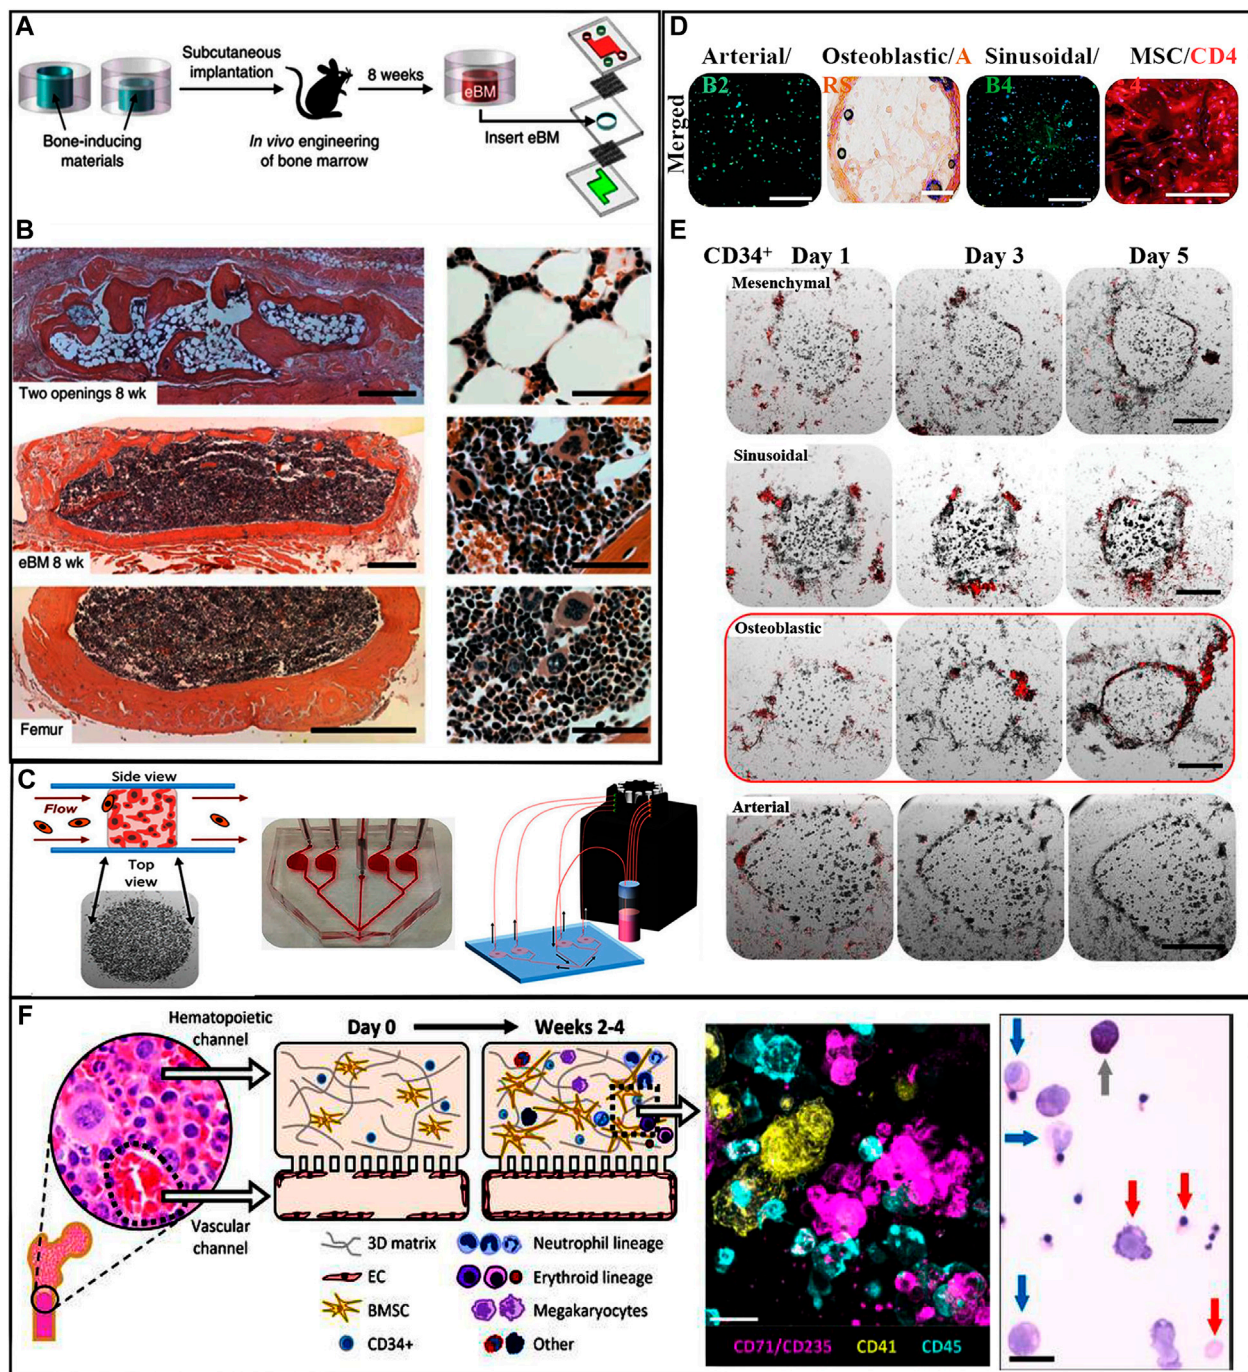 A
Subcutaneous
implantation
8 weeks
eBM
Insert eBM
Bone-inducing
materials
In vivo engineering
of bone marrow
B
Two openings 8 wk
eBM 8 wk
Femur
C
Side view
Flow
Top
view
D
Arterial/
B2
Osteoblastic/A
RS
Sinusoidal/
B4
MSC/CD4
4
Merged
E
CD34+ Day 1 Day 3 Day 5
Mesenchymal
Sinusoidal
Osteoblastic
Arterial
F
Hematopoietic
channel
Day 0
Weeks 2-4
Vascular
channel
3D matrix
EC
BMSC
CD34+
Neutrophil lineage
Erythroid lineage
Megakaryocytes
Other
CD71/CD235 CD41 CD45